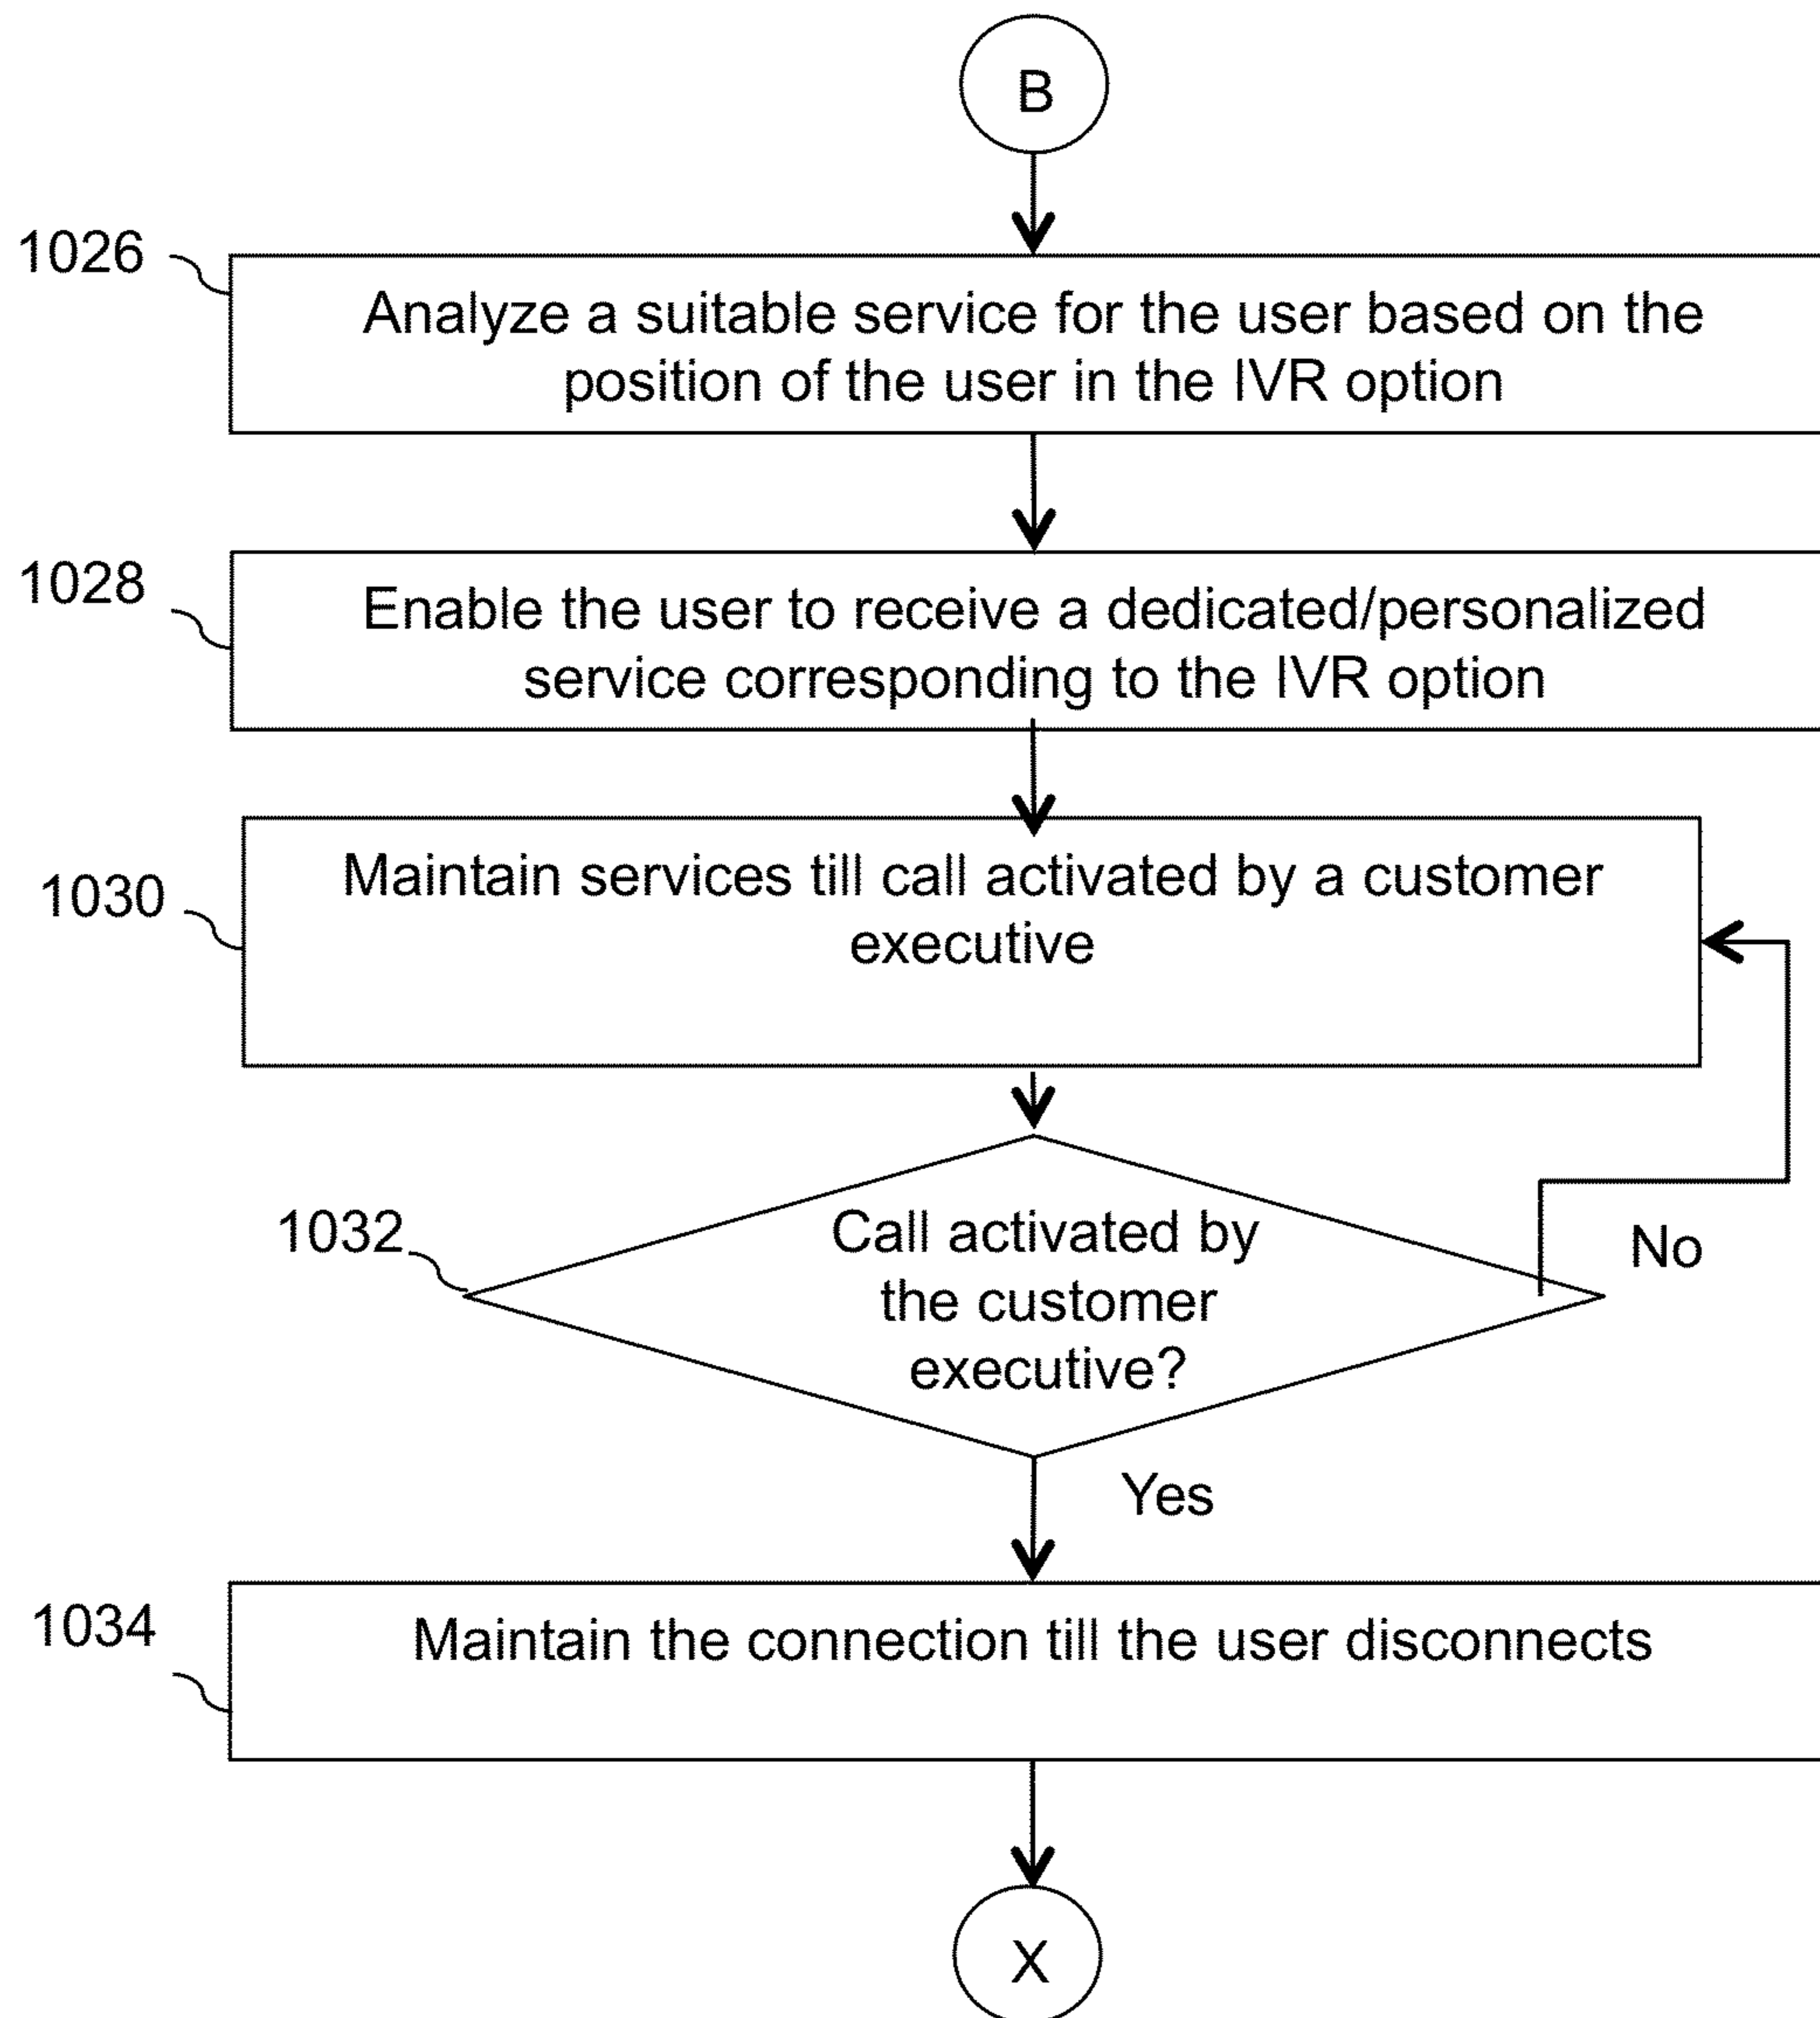 B
1026
Analyze a suitable service for the user based on the
position of the user in the IVR option
1028
Enable the user to receive a dedicated/personalized
service corresponding to the IVR option
1030
Maintain services till call activated by a customer
executive
1032
Call activated by
the customer
executive?
No
Yes
1034
Maintain the connection till the user disconnects
X